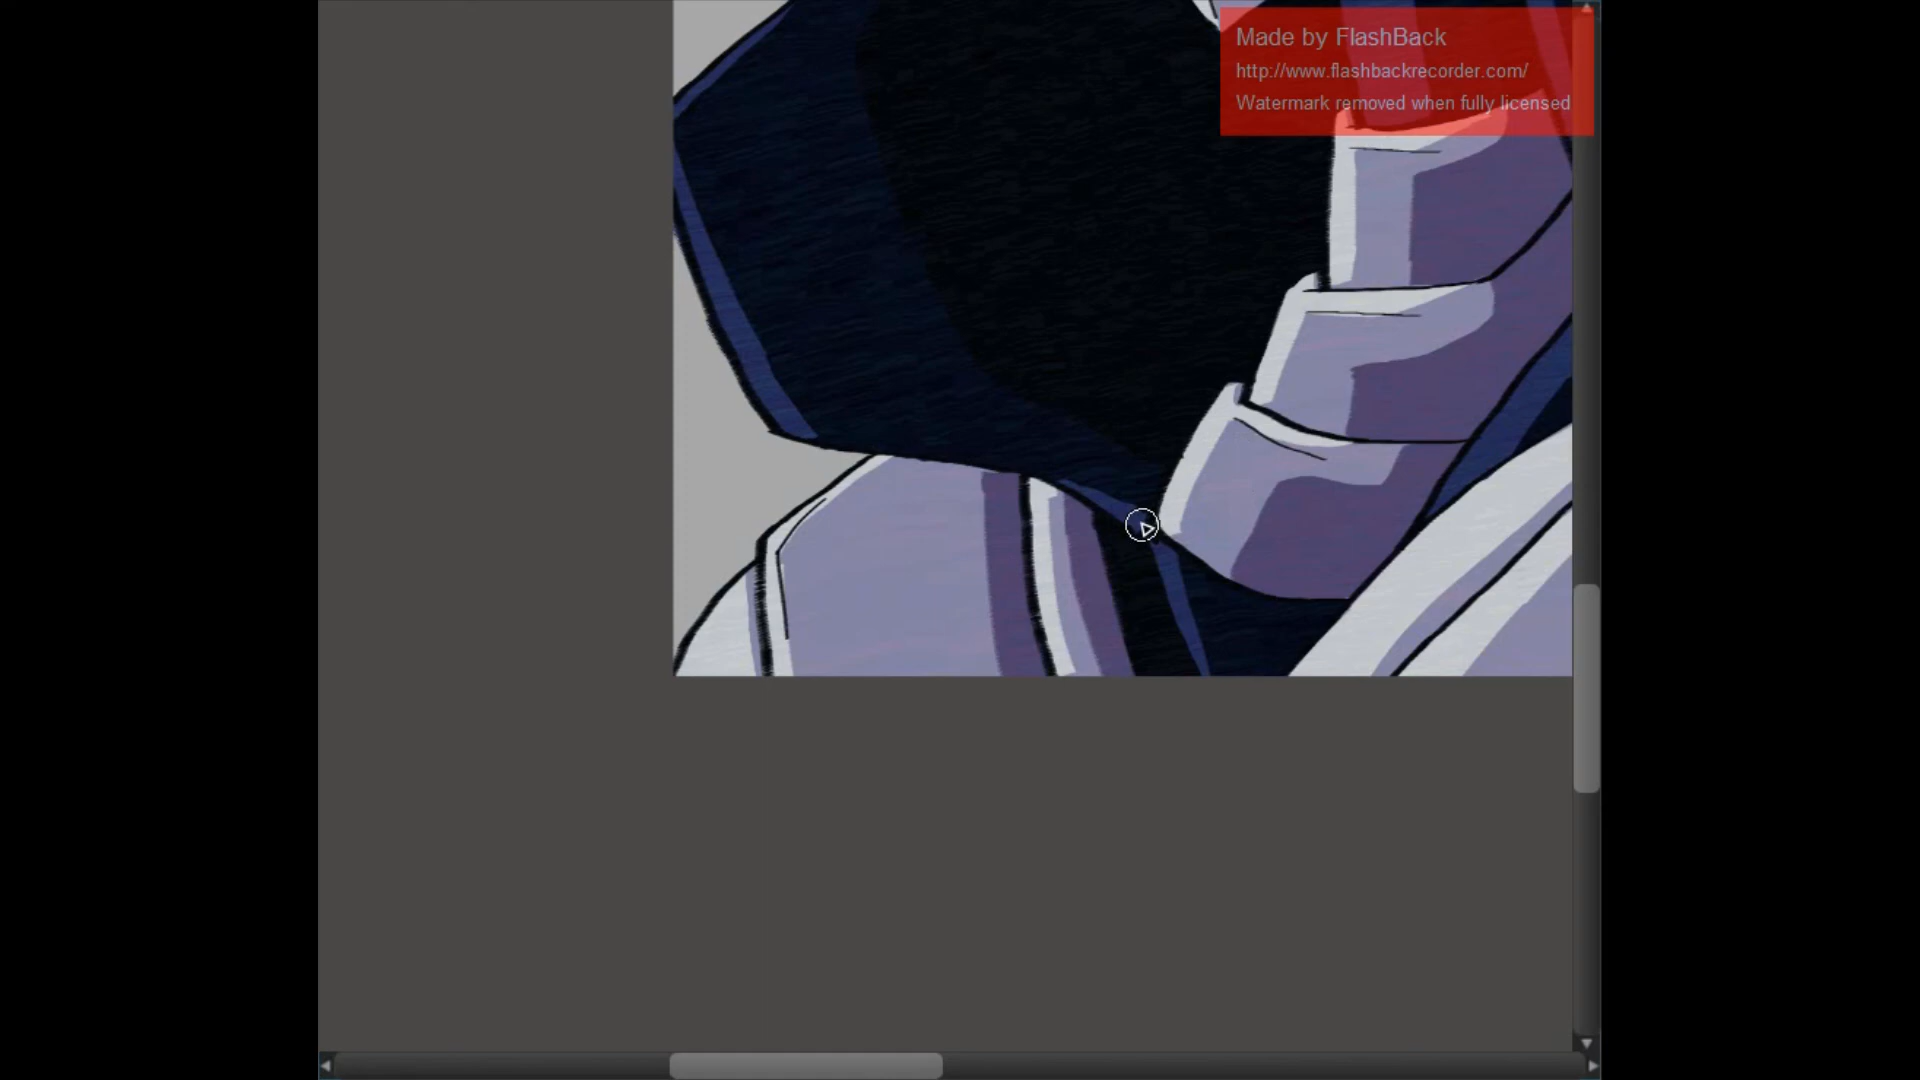 Made by FlashBack
http://www.flashbackrecorder.com/
Watermark removed when fully licensed